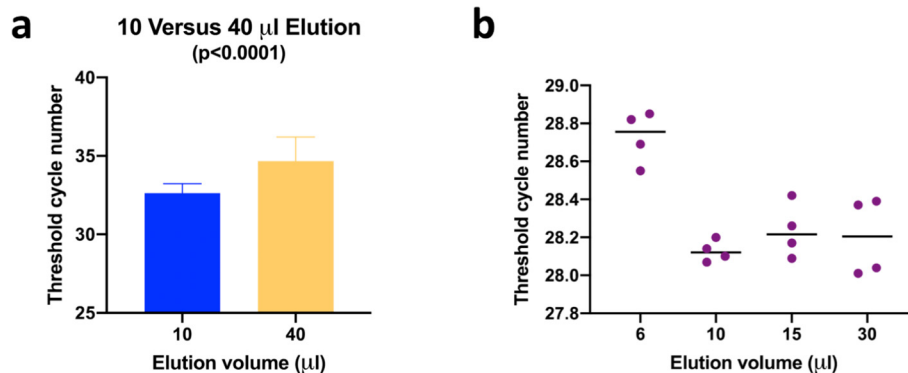 a
10 Versus 40 μl Elution
(p<0.0001)
Threshold cycle number
40
35
30
25
10
40
Elution volume (μl)
b
Threshold cycle number
29.0
28.8
28.6
28.4
28.2
28.0
27.8
6
10
15
30
Elution volume (μl)